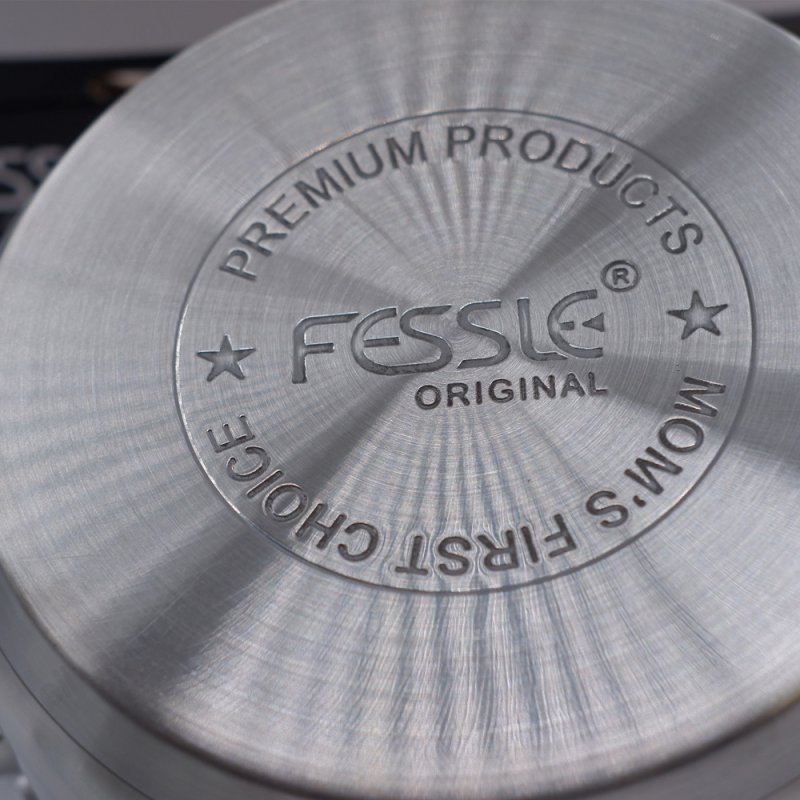 PREMIUM PRODUCTS
FESSLE®
ORIGINAL
MOM'S FIRST CHOICE